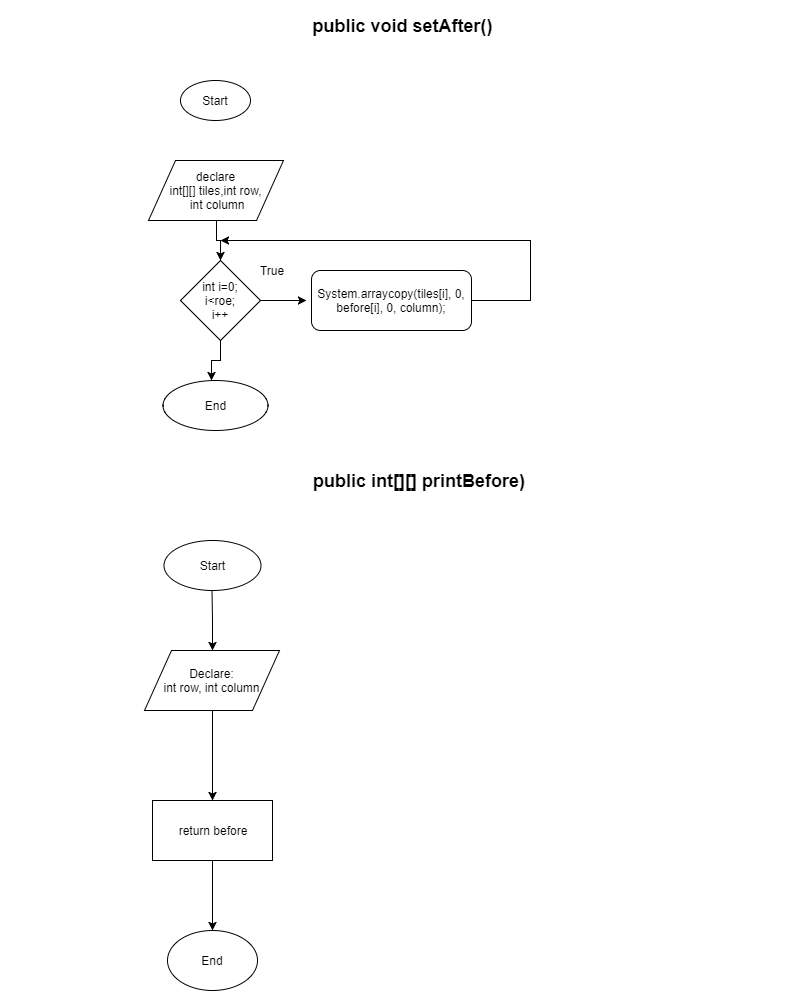 public void setAfter()
Start
declare
int[][] tiles,int row,
int column
True
int i=0;
i<roe;
i++
System.arraycopy(tiles[i], 0,
before[i], 0, column);
End
public int[][] printBefore)
Start
Declare:
int row, int column
return before
End